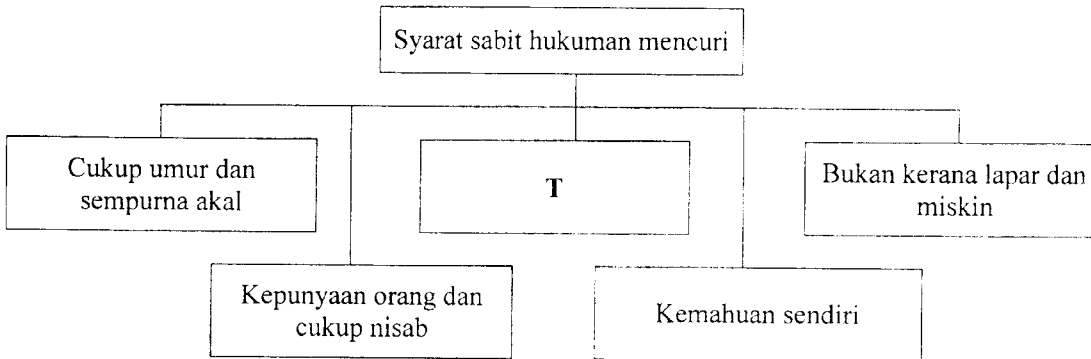 Syarat sabit hukuman mencuri
Cukup umur dan
sempurna akal
T
Bukan kerana lapar dan
miskin
Kepunyaan orang dan
cukup nisab
Kemahuan sendiri